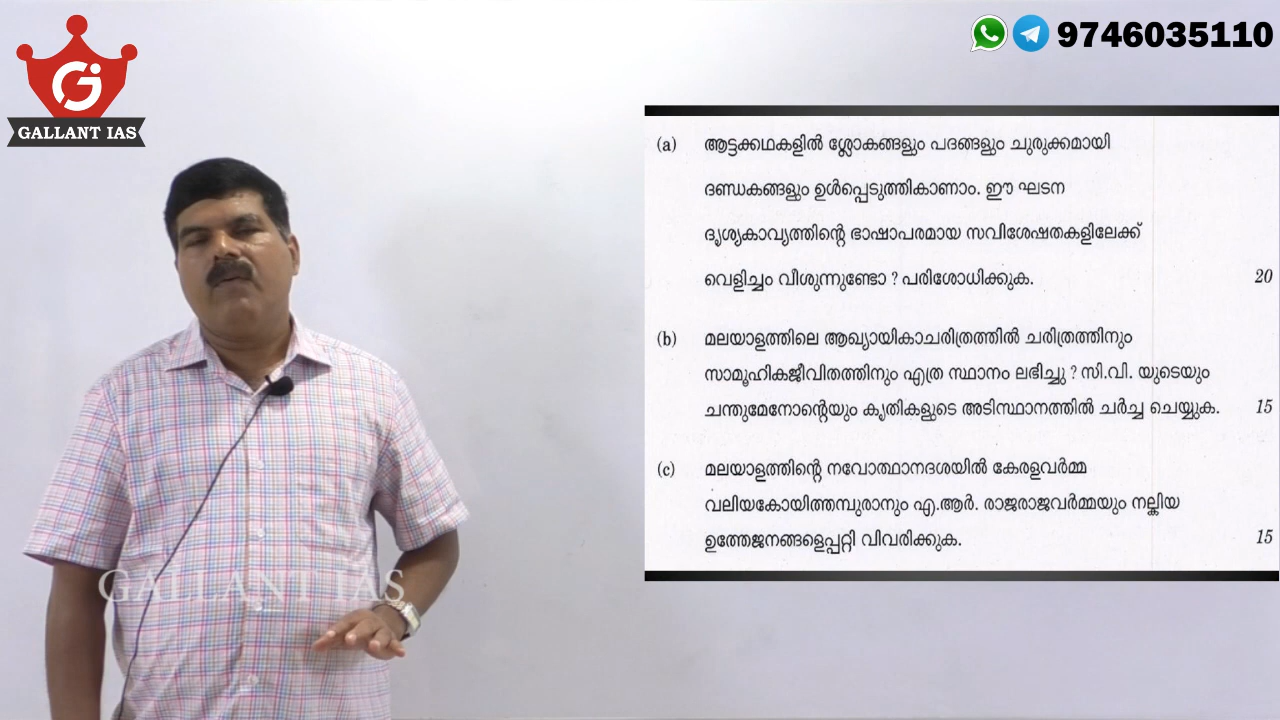 GALLANT IAS
9746035110
(a) ആട്ടക്കഥകളിൽ ശ്ലോകങ്ങളും പദങ്ങളും ചുരുക്കമായി
ദണ്ഡകങ്ങളും ഉൾപ്പെടുത്തികാണാം. ഈ ഘടന
ദൃശ്യകാവ്യത്തിന്റെ ഭാഷാപരമായ സവിശേഷതകളിലേക്ക്
വെളിച്ചം വീശുന്നുണ്ടോ ? പരിശോധിക്കുക. 20
(b) മലയാളത്തിലെ ആഖ്യായികാചരിത്രത്തിൽ ചരിത്രത്തിനും
സാമൂഹികജീവിതത്തിനും എത്ര സ്ഥാനം ലഭിച്ചു ? സി.വി. യുടെയും
ചന്തുമേനോന്റെയും കൃതികളുടെ അടിസ്ഥാനത്തിൽ ചർച്ച ചെയ്യുക. 15
(c) മലയാളത്തിന്റെ നവോത്ഥാനദശയിൽ കേരളവർമ്മ
വലിയകോയിത്തമ്പുരാനും എ.ആർ. രാജരാജവർമ്മയും നല്കിയ
ഉത്തേജനങ്ങളെപ്പറ്റി വിവരിക്കുക. 15
GALLANT IAS